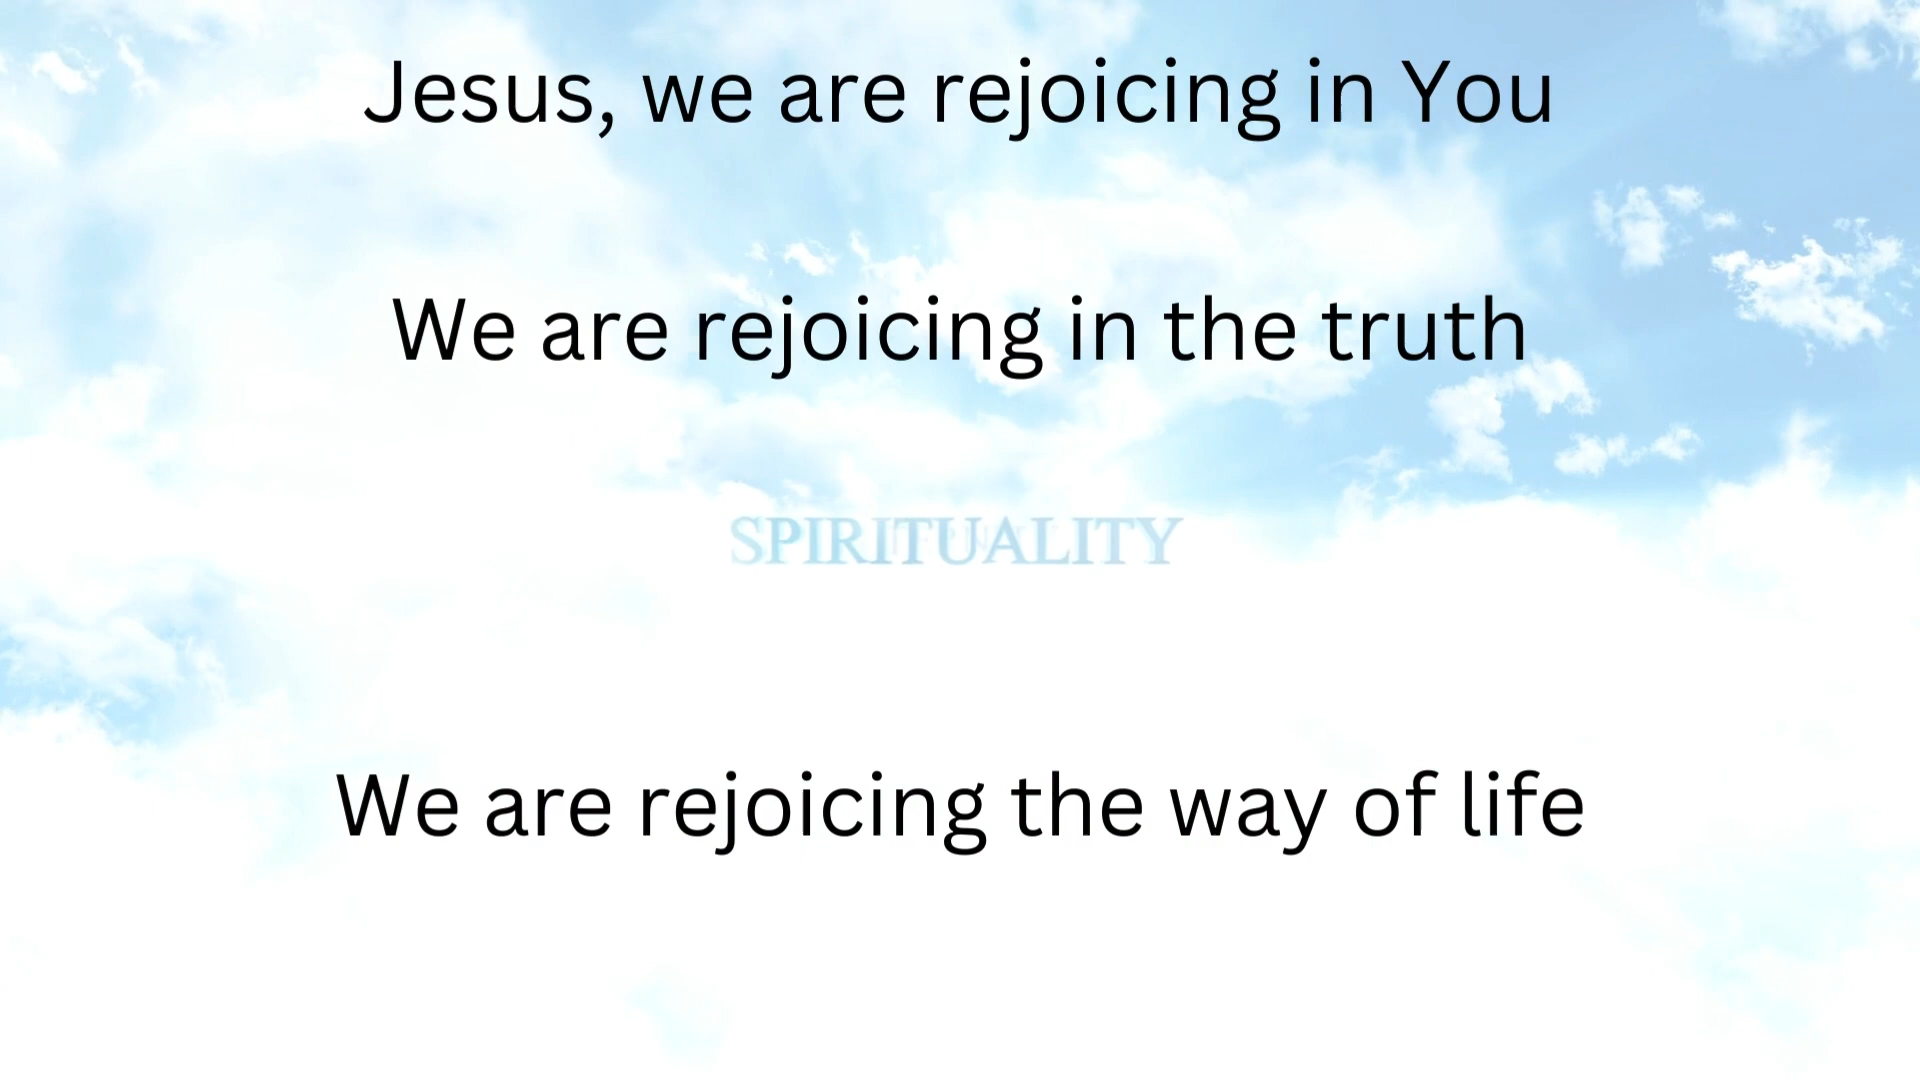 Jesus, we are rejoicing in You
We are rejoicing in the truth
SPIRITUALITY
We are rejoicing the way of life